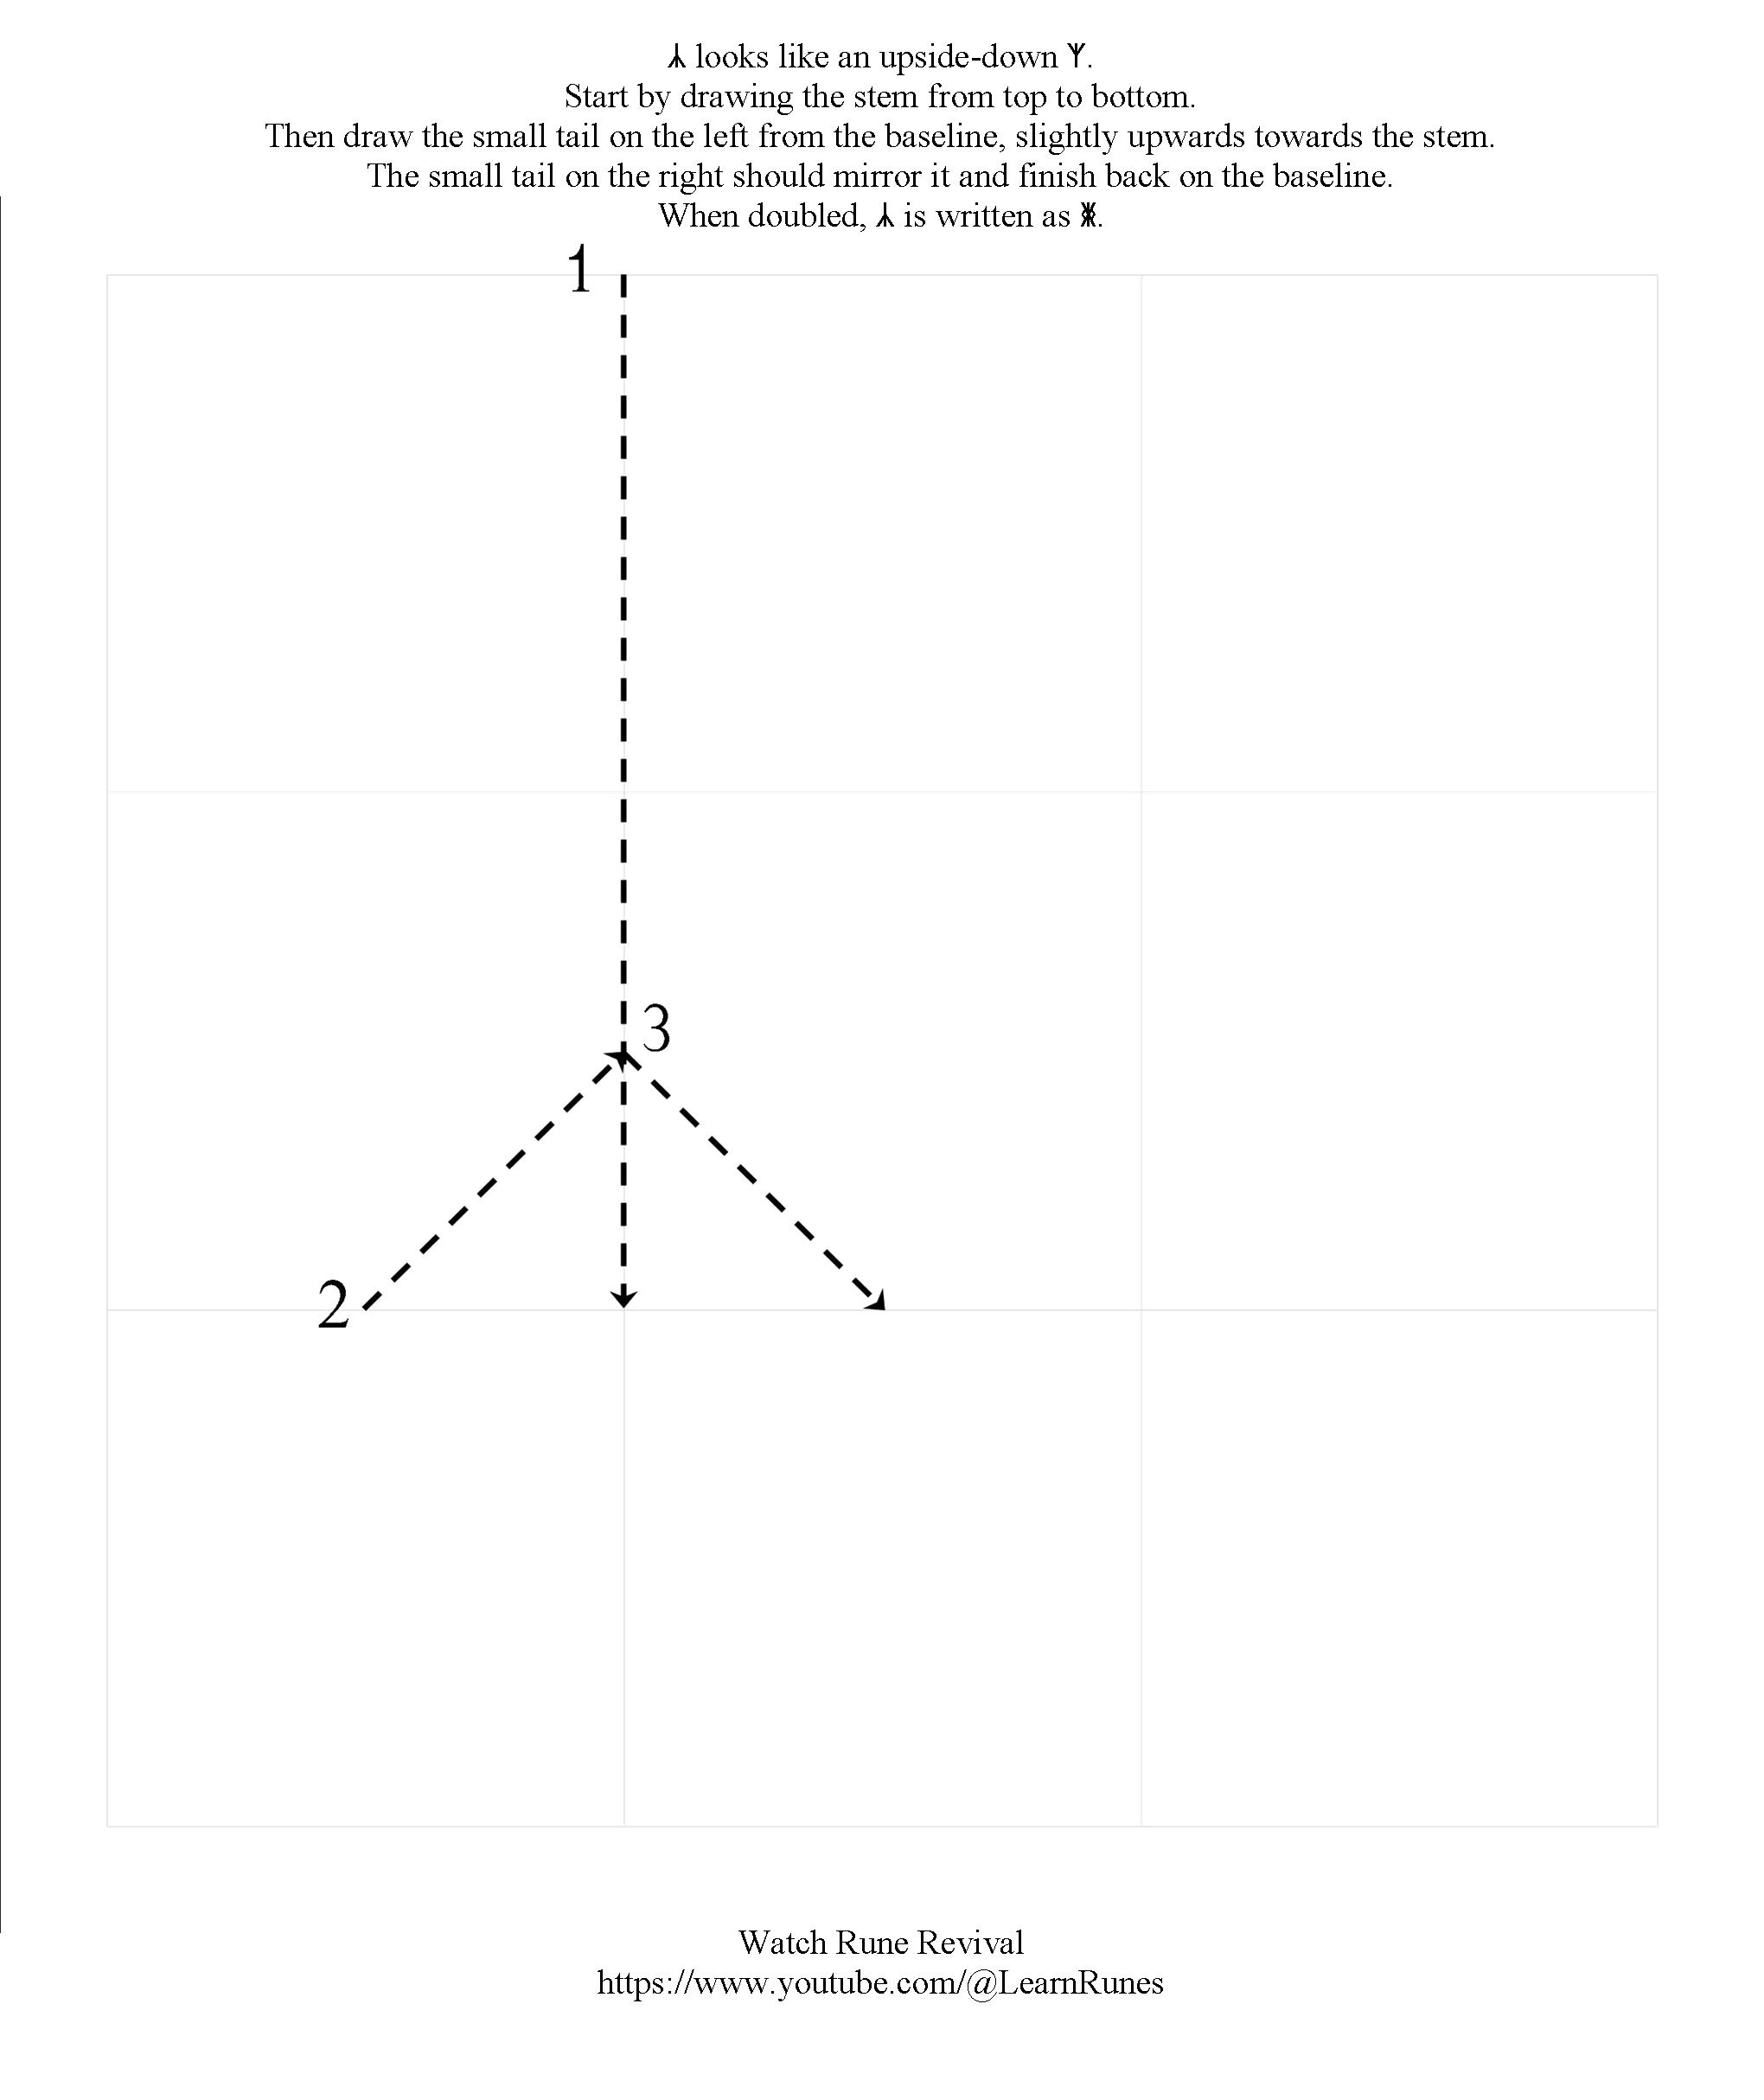 ᛦ looks like an upside-down ᛉ.
Start by drawing the stem from top to bottom.
Then draw the small tail on the left from the baseline, slightly upwards towards the stem.
The small tail on the right should mirror it and finish back on the baseline.
When doubled, ᛦ is written as ᛤ.
1
3
2
Watch Rune Revival
https://www.youtube.com/@LearnRunes